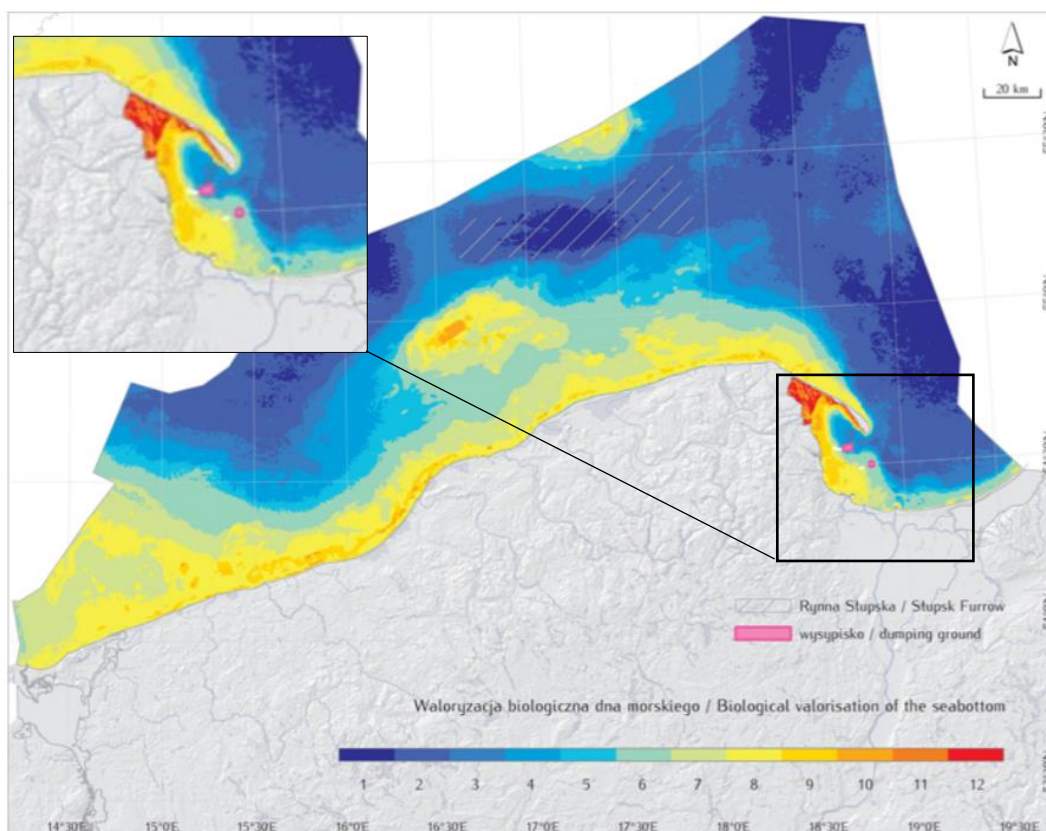 N
20 km
Rynna Słupska / Słupsk Furrow
wysypisko / dumping ground
Waloryzacja biologiczna dna morskiego / Biological valorisation of the seabottom
1 2 3 4 5 6 7 8 9 10 11 12
14°30'E 15°0'E 15°30'E 16°0'E 16°30'E 17°0'E 17°30'E 18°0'E 18°30'E 19°0'E 19°30'E